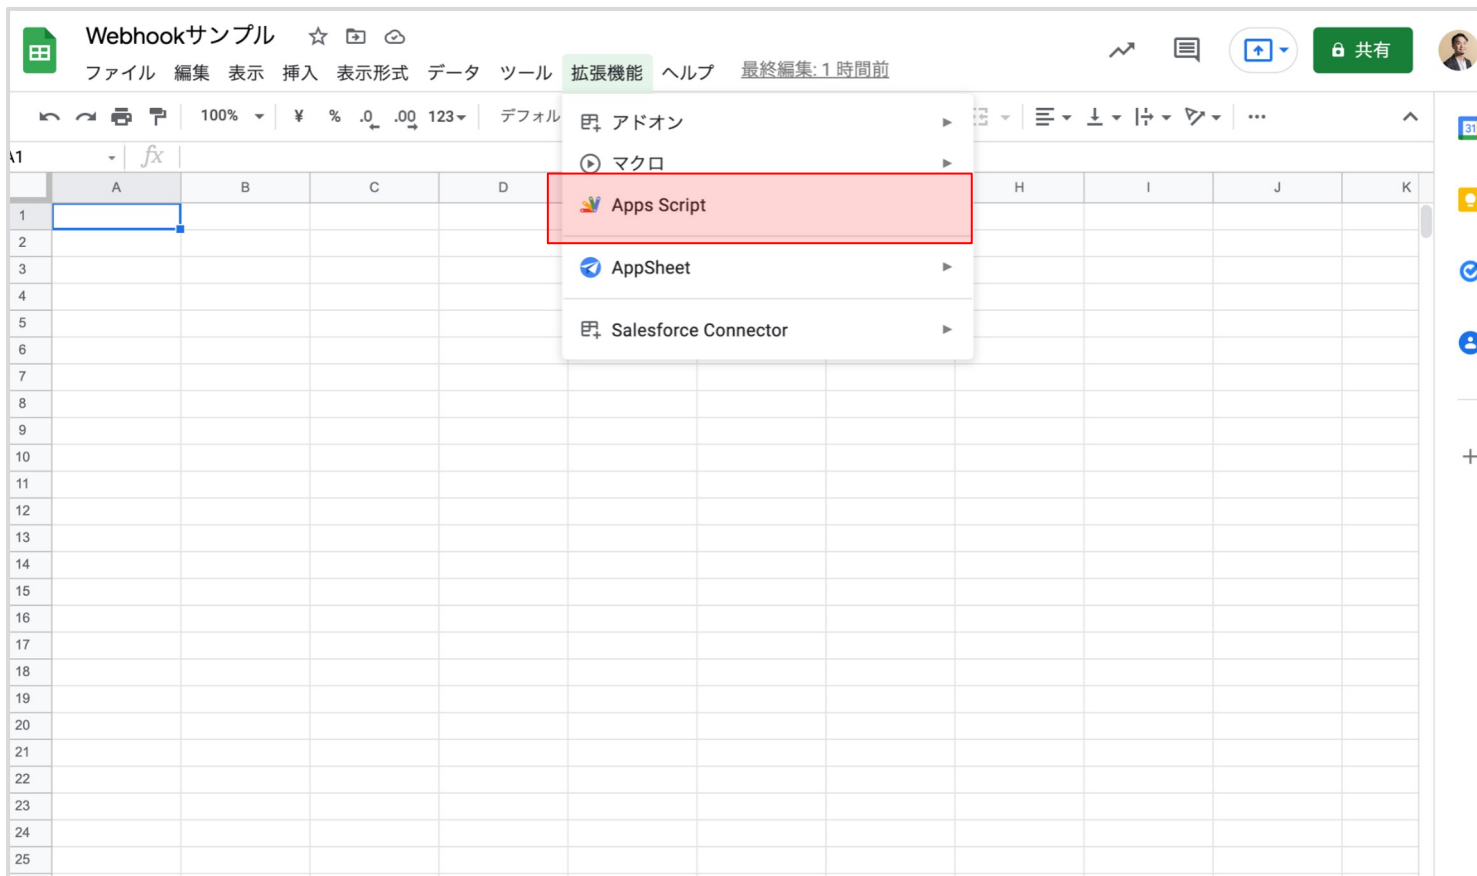 Webhookサンプル
ファイル 編集 表示 挿入 表示形式 データ ツール 拡張機能 ヘルプ 最終編集: 1 時間前
共有
100% ¥ % .0 .00 123 デフォル
A1 fx
アドオン
マクロ
Apps Script
AppSheet
Salesforce Connector
A B C D H I J K
1
2
3
4
5
6
7
8
9
10
11
12
13
14
15
16
17
18
19
20
21
22
23
24
25
31